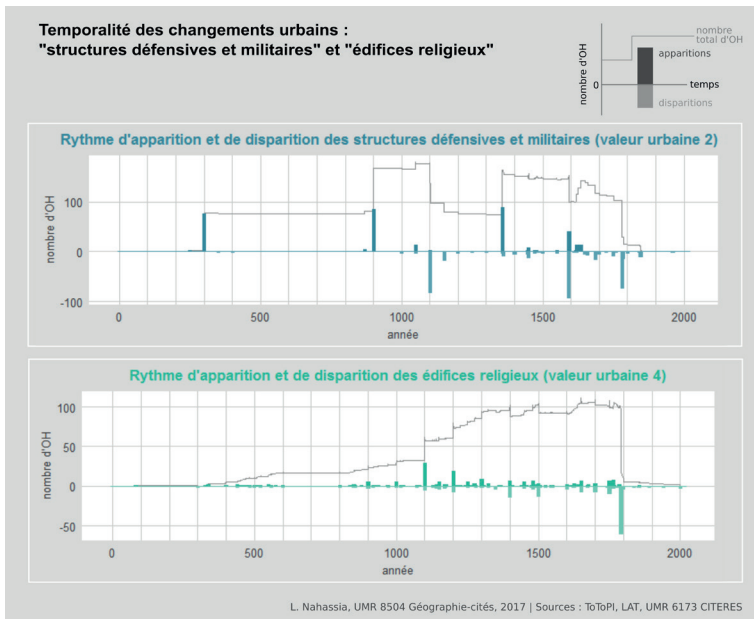 Temporalité des changements urbains :
"structures défensives et militaires" et "édifices religieux"
nombre d'OH
nombre
total d'OH
apparitions
0
temps
disparitions
Rythme d'apparition et de disparition des structures défensives et militaires (valeur urbaine 2)
nombre d'OH
100
0
-100
0 500 1000 1500 2000
année
Rythme d'apparition et de disparition des édifices religieux (valeur urbaine 4)
nombre d'OH
100
50
0
-50
0 500 1000 1500 2000
année
L. Nahassia, UMR 8504 Géographie-cités, 2017 | Sources : ToToPI, LAT, UMR 6173 CITERES